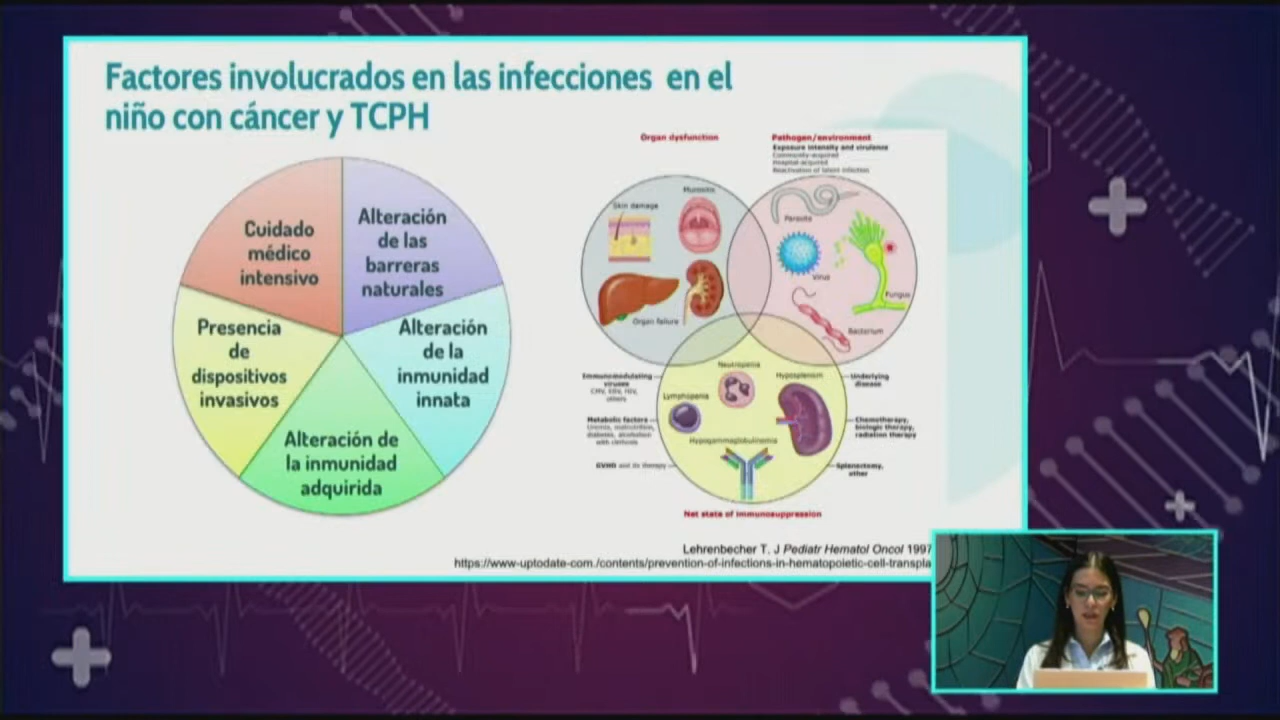 Factores involucrados en las infecciones en el
niño con cáncer y TCPH
Cuidado
médico
intensivo
Alteración
de las
barreras
naturales
Presencia
de
dispositivos
invasivos
Alteración
de la
inmunidad
innata
Alteración de
la inmunidad
adquirida
Organ dysfunction
Pathogen/environment
Exposure intensity and virulence
Community-acquired
Hospital-acquired
Reactivation of latent infection
Mucositis
Skin damage
Organ failure
Parasite
Virus
Fungus
Bacterium
Neutropenia
Hyposplenism
Lymphopenia
Hypogammaglobulinemia
Immunomodulating
viruses
CMV, EBV, HIV,
others
Metabolic factors
Uremia, malnutrition,
diabetes, alcoholism
with cirrhosis
GVHD and its therapy
Underlying
disease
Chemotherapy,
biologic therapy,
radiation therapy
Splenectomy,
other
Net state of immunosuppression
Lehrenbecher T. J Pediatr Hematol Oncol 1997
https://www-uptodate-com./contents/prevention-of-infections-in-hematopoietic-cell-transpla